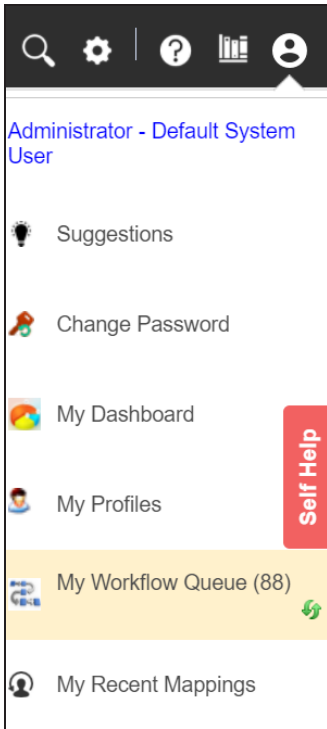 Administrator - Default System
User
Suggestions
Change Password
My Dashboard
Self Help
My Profiles
My Workflow Queue (88)
My Recent Mappings